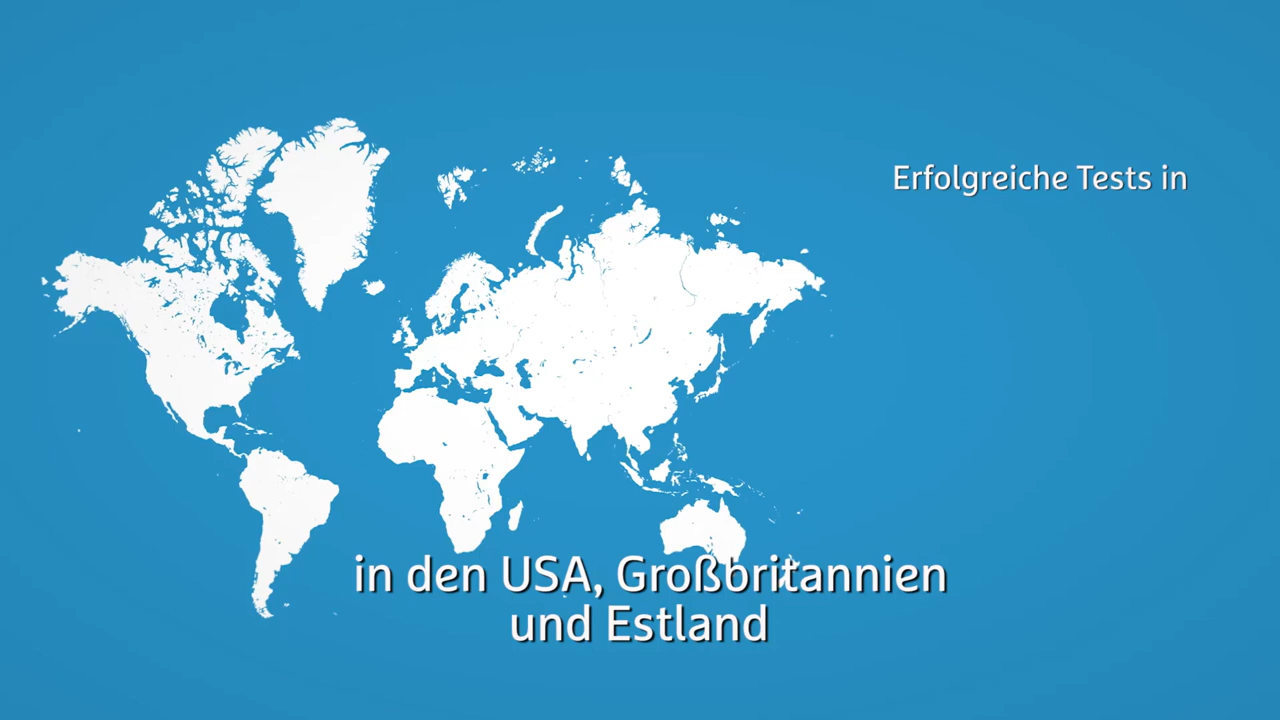 Erfolgreiche Tests in
in den USA, Großbritannien
und Estland